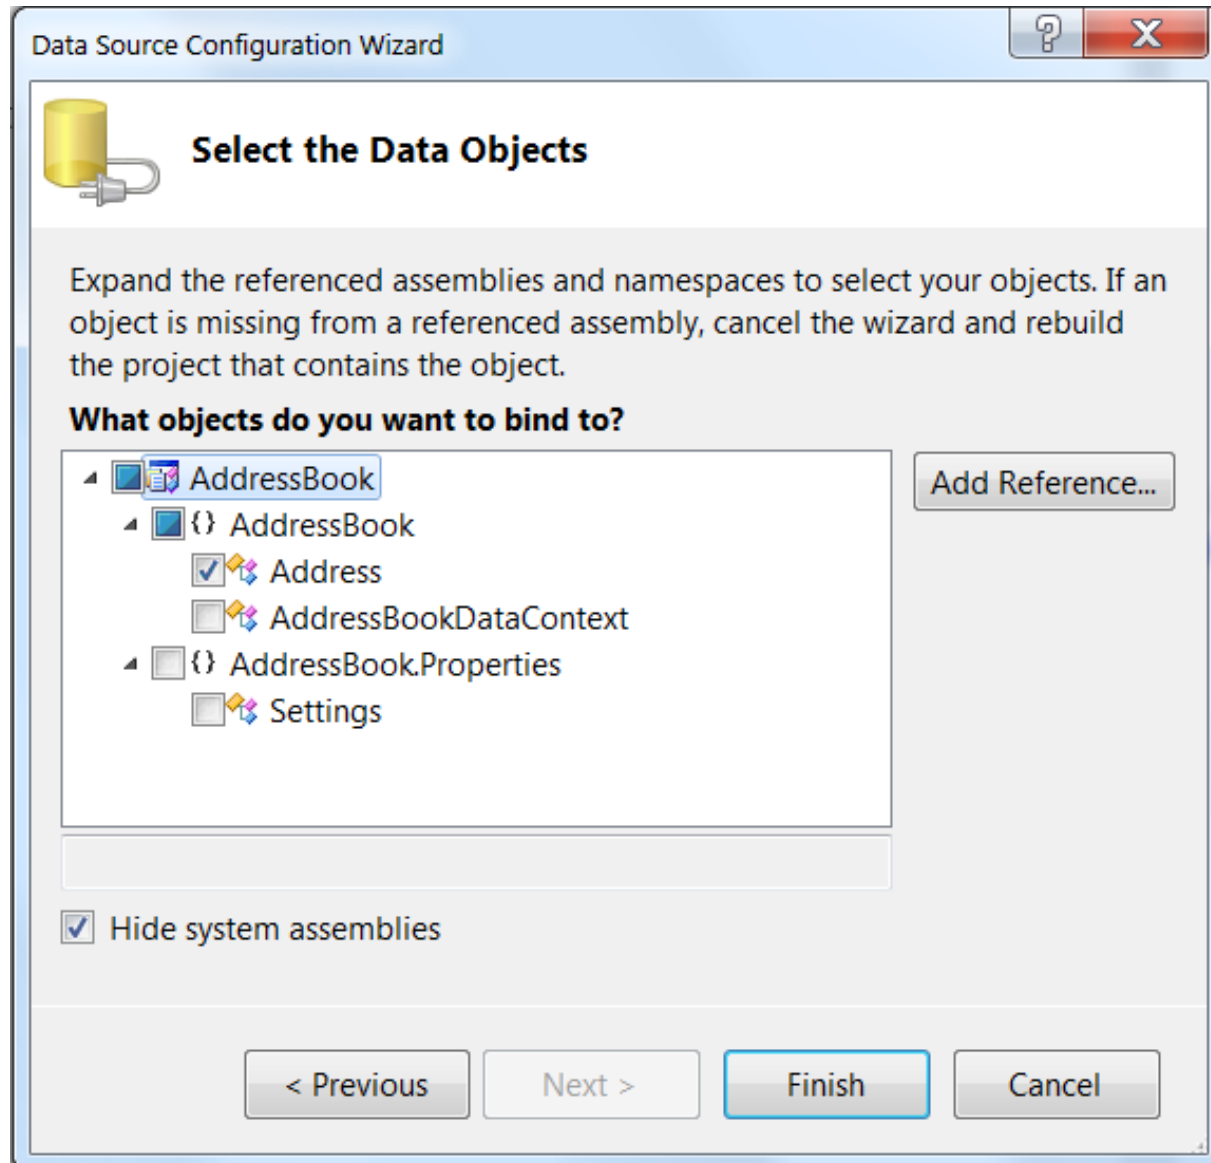 Data Source Configuration Wizard
Select the Data Objects
Expand the referenced assemblies and namespaces to select your objects. If an
object is missing from a referenced assembly, cancel the wizard and rebuild
the project that contains the object.
What objects do you want to bind to?
AddressBook
Add Reference...
{} AddressBook
Address
AddressBookDataContext
{} AddressBook.Properties
Settings
Hide system assemblies
< Previous
Next >
Finish
Cancel